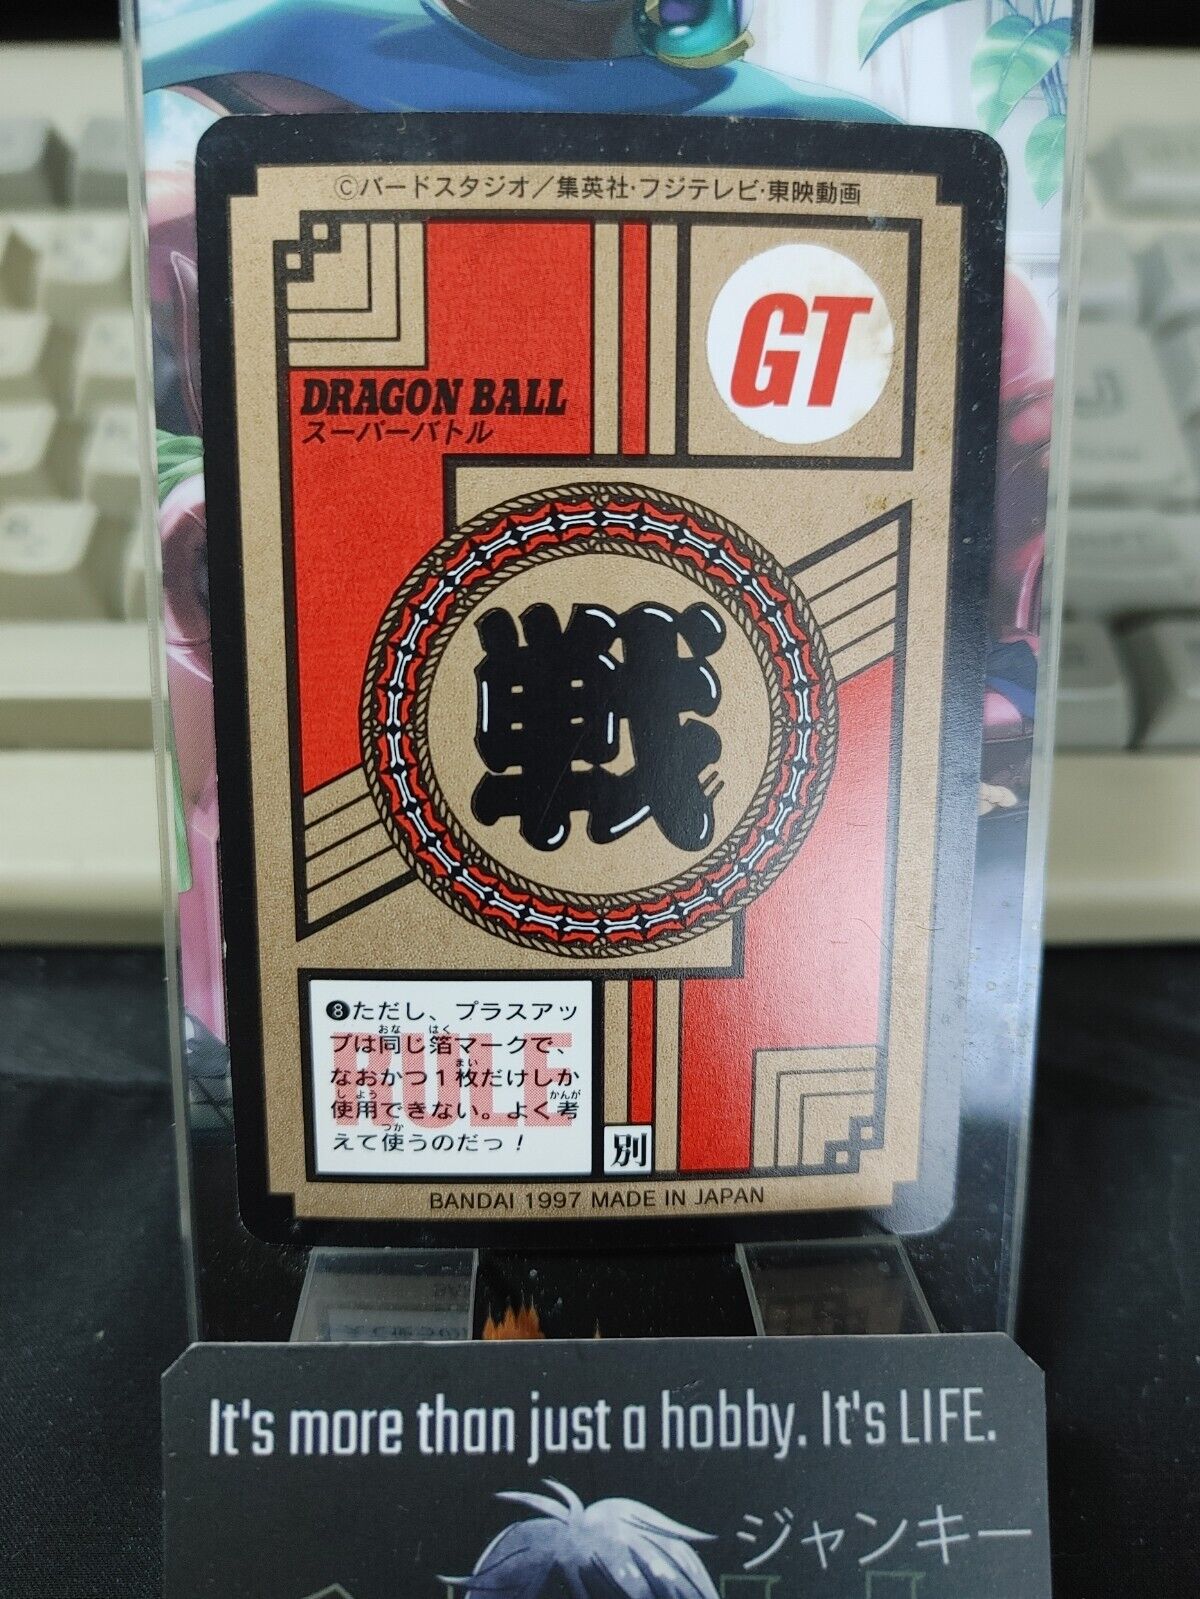 ©バードスタジオ／集英社・フジテレビ・東映動画
GT
DRAGON BALL
スーパーバトル
戦
❽ただし、プラスアッ
プは同じ箔マークで、
なおかつ1枚だけしか
使用できない。よく考
えて使うのだっ！
RULE
別
BANDAI 1997 MADE IN JAPAN
It's more than just a hobby. It's LIFE.
ジャンキー